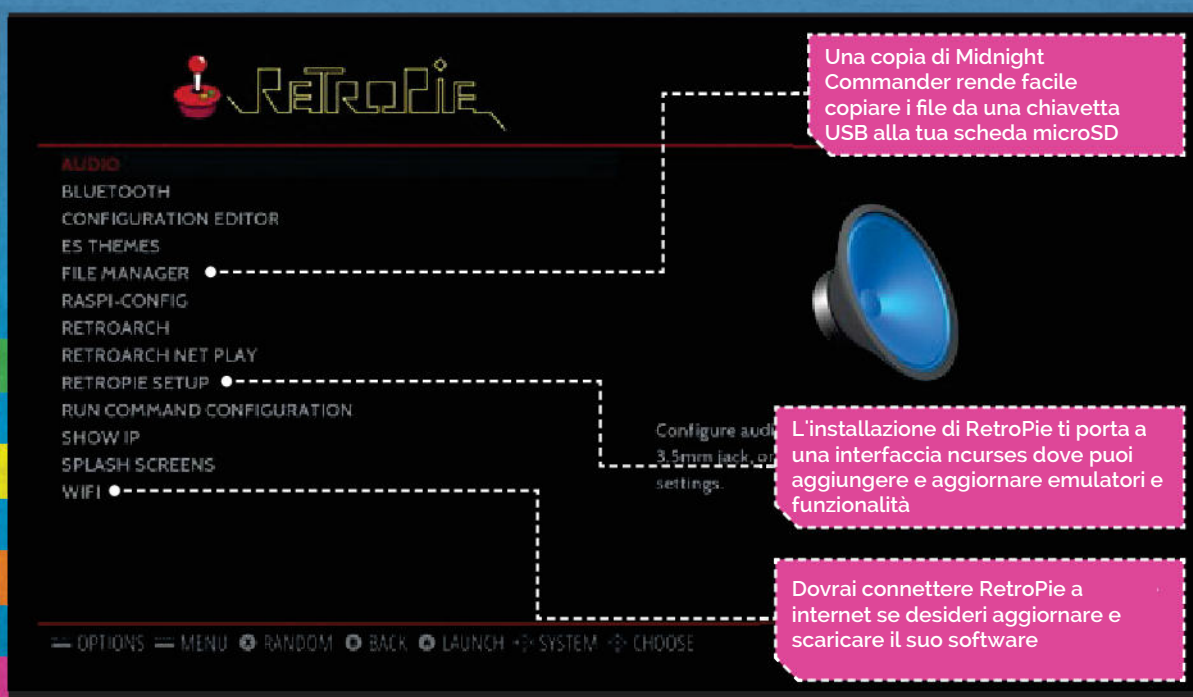 RETROPIE
Una copia di Midnight
Commander rende facile
copiare i file da una chiavetta
USB alla tua scheda microSD
AUDIO
BLUETOOTH
CONFIGURATION EDITOR
ES THEMES
FILE MANAGER
RASPI-CONFIG
RETROARCH
RETROARCH NET PLAY
RETROPIE SETUP
RUN COMMAND CONFIGURATION
SHOW IP
SPLASH SCREENS
WIFI
Configure audi
3.5mm jack, or
settings.
L'installazione di RetroPie ti porta a
una interfaccia ncurses dove puoi
aggiungere e aggiornare emulatori e
funzionalità
Dovrai connettere RetroPie a
internet se desideri aggiornare e
scaricare il suo software
OPTIONS MENU RANDOM BACK LAUNCH SYSTEM CHOOSE